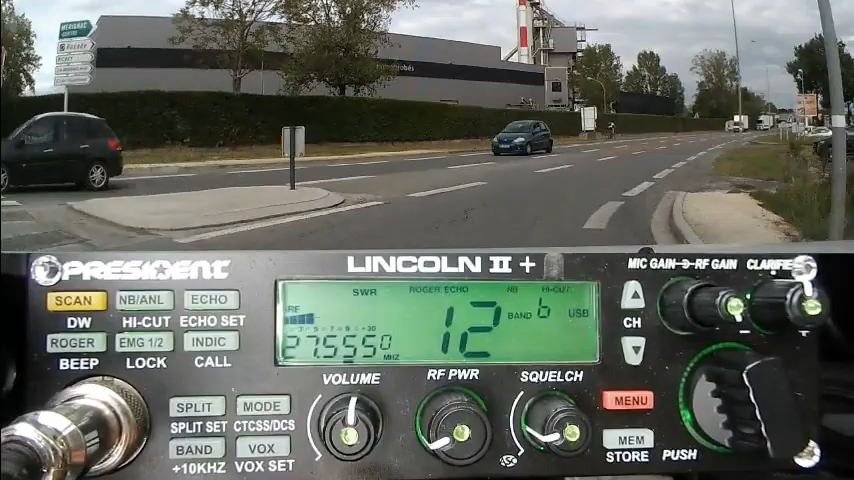 MERIGNAC
CENTRE
PRESIDENT
LINCOLN II +
MIC GAIN-D-RF GAIN
CLARIFIER
SCAN
NB/ANL
ECHO
DW
HI-CUT
ECHO SET
ROGER
EMG 1/2
INDIC
BEEP
LOCK
CALL
SPLIT
MODE
SPLIT SET
CTCSS/DCS
BAND
VOX
+10KHZ
VOX SET
SWR
ROGER ECHO
NB
HI-CUT
12
BAND
b
USB
27.5550
MHZ
CH
VOLUME
RF PWR
SQUELCH
MENU
MEM
STORE
PUSH
ASC